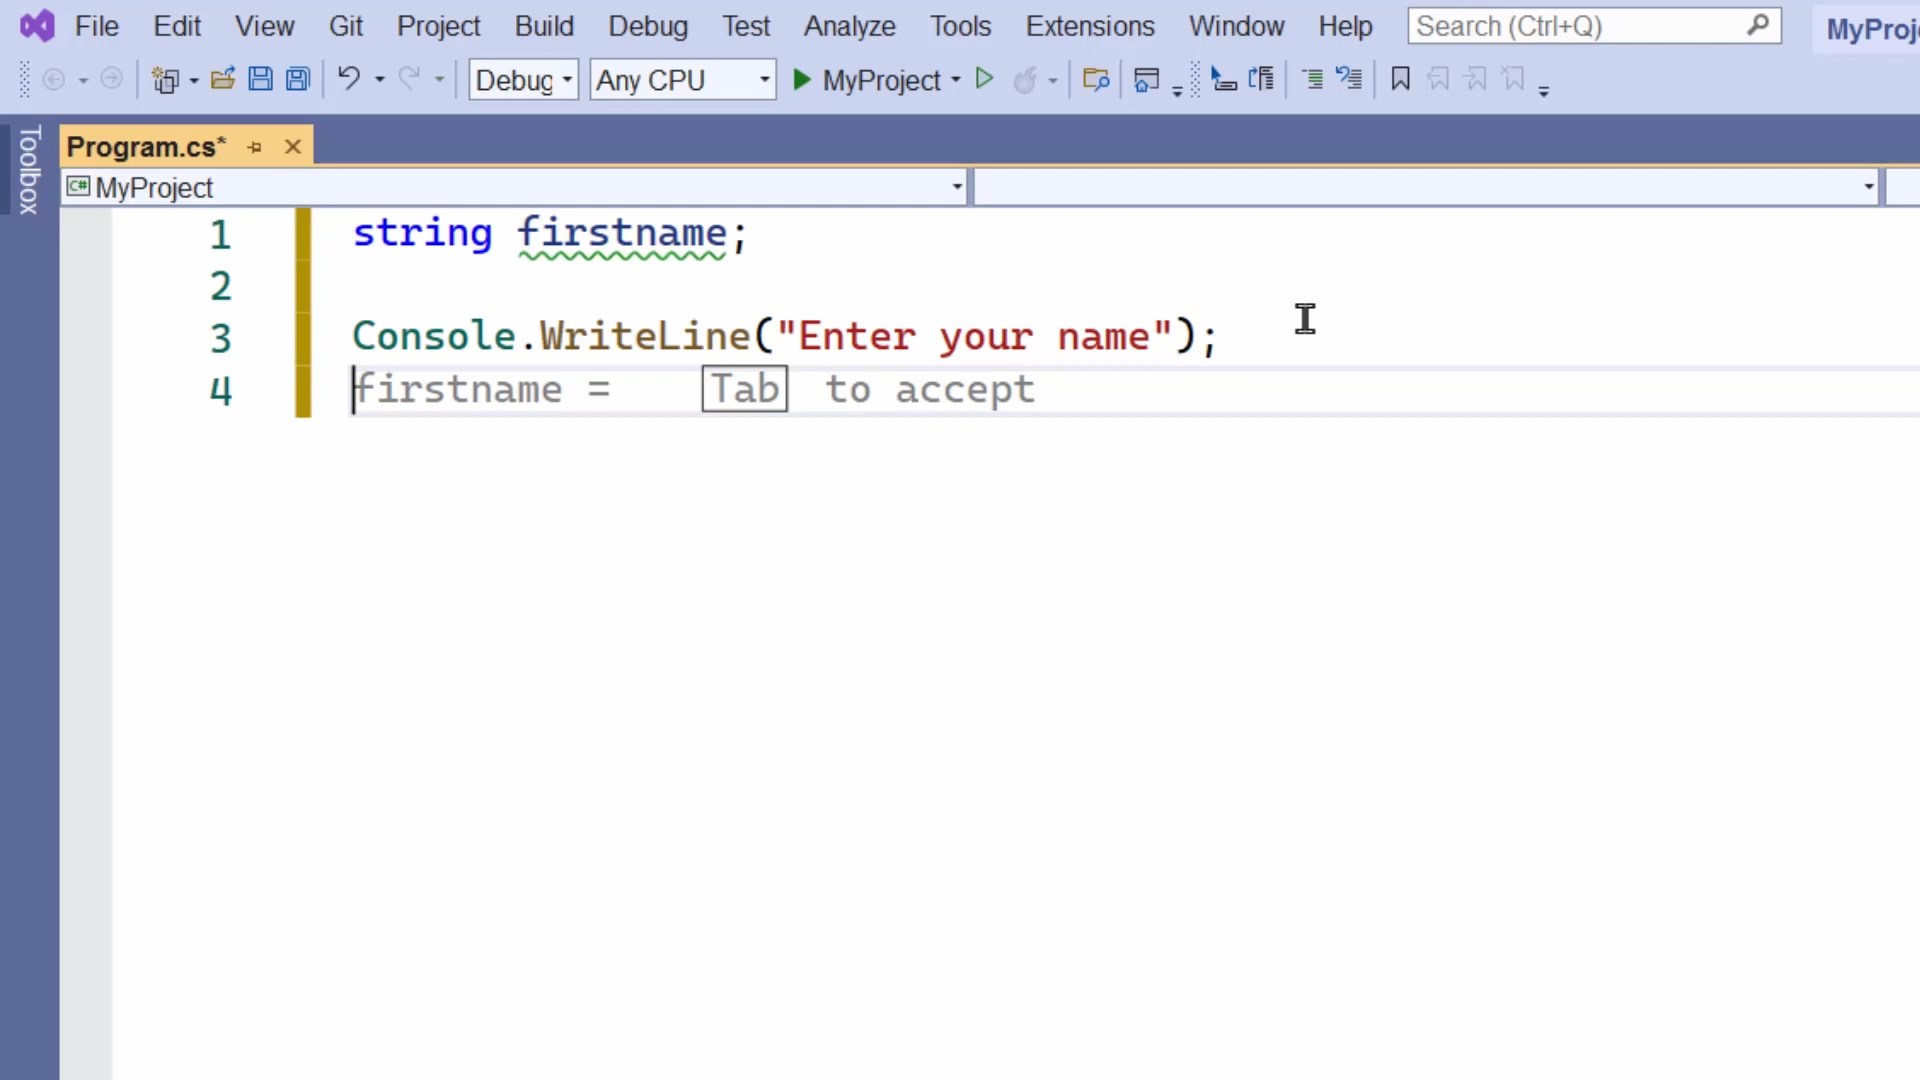 File Edit View Git Project Build Debug Test Analyze Tools Extensions Window Help Search (Ctrl+Q)
Debug Any CPU MyProject
Toolbox
Program.cs*
C# MyProject
1 string firstname;
2
3 Console.WriteLine("Enter your name");
4 firstname = Tab to accept